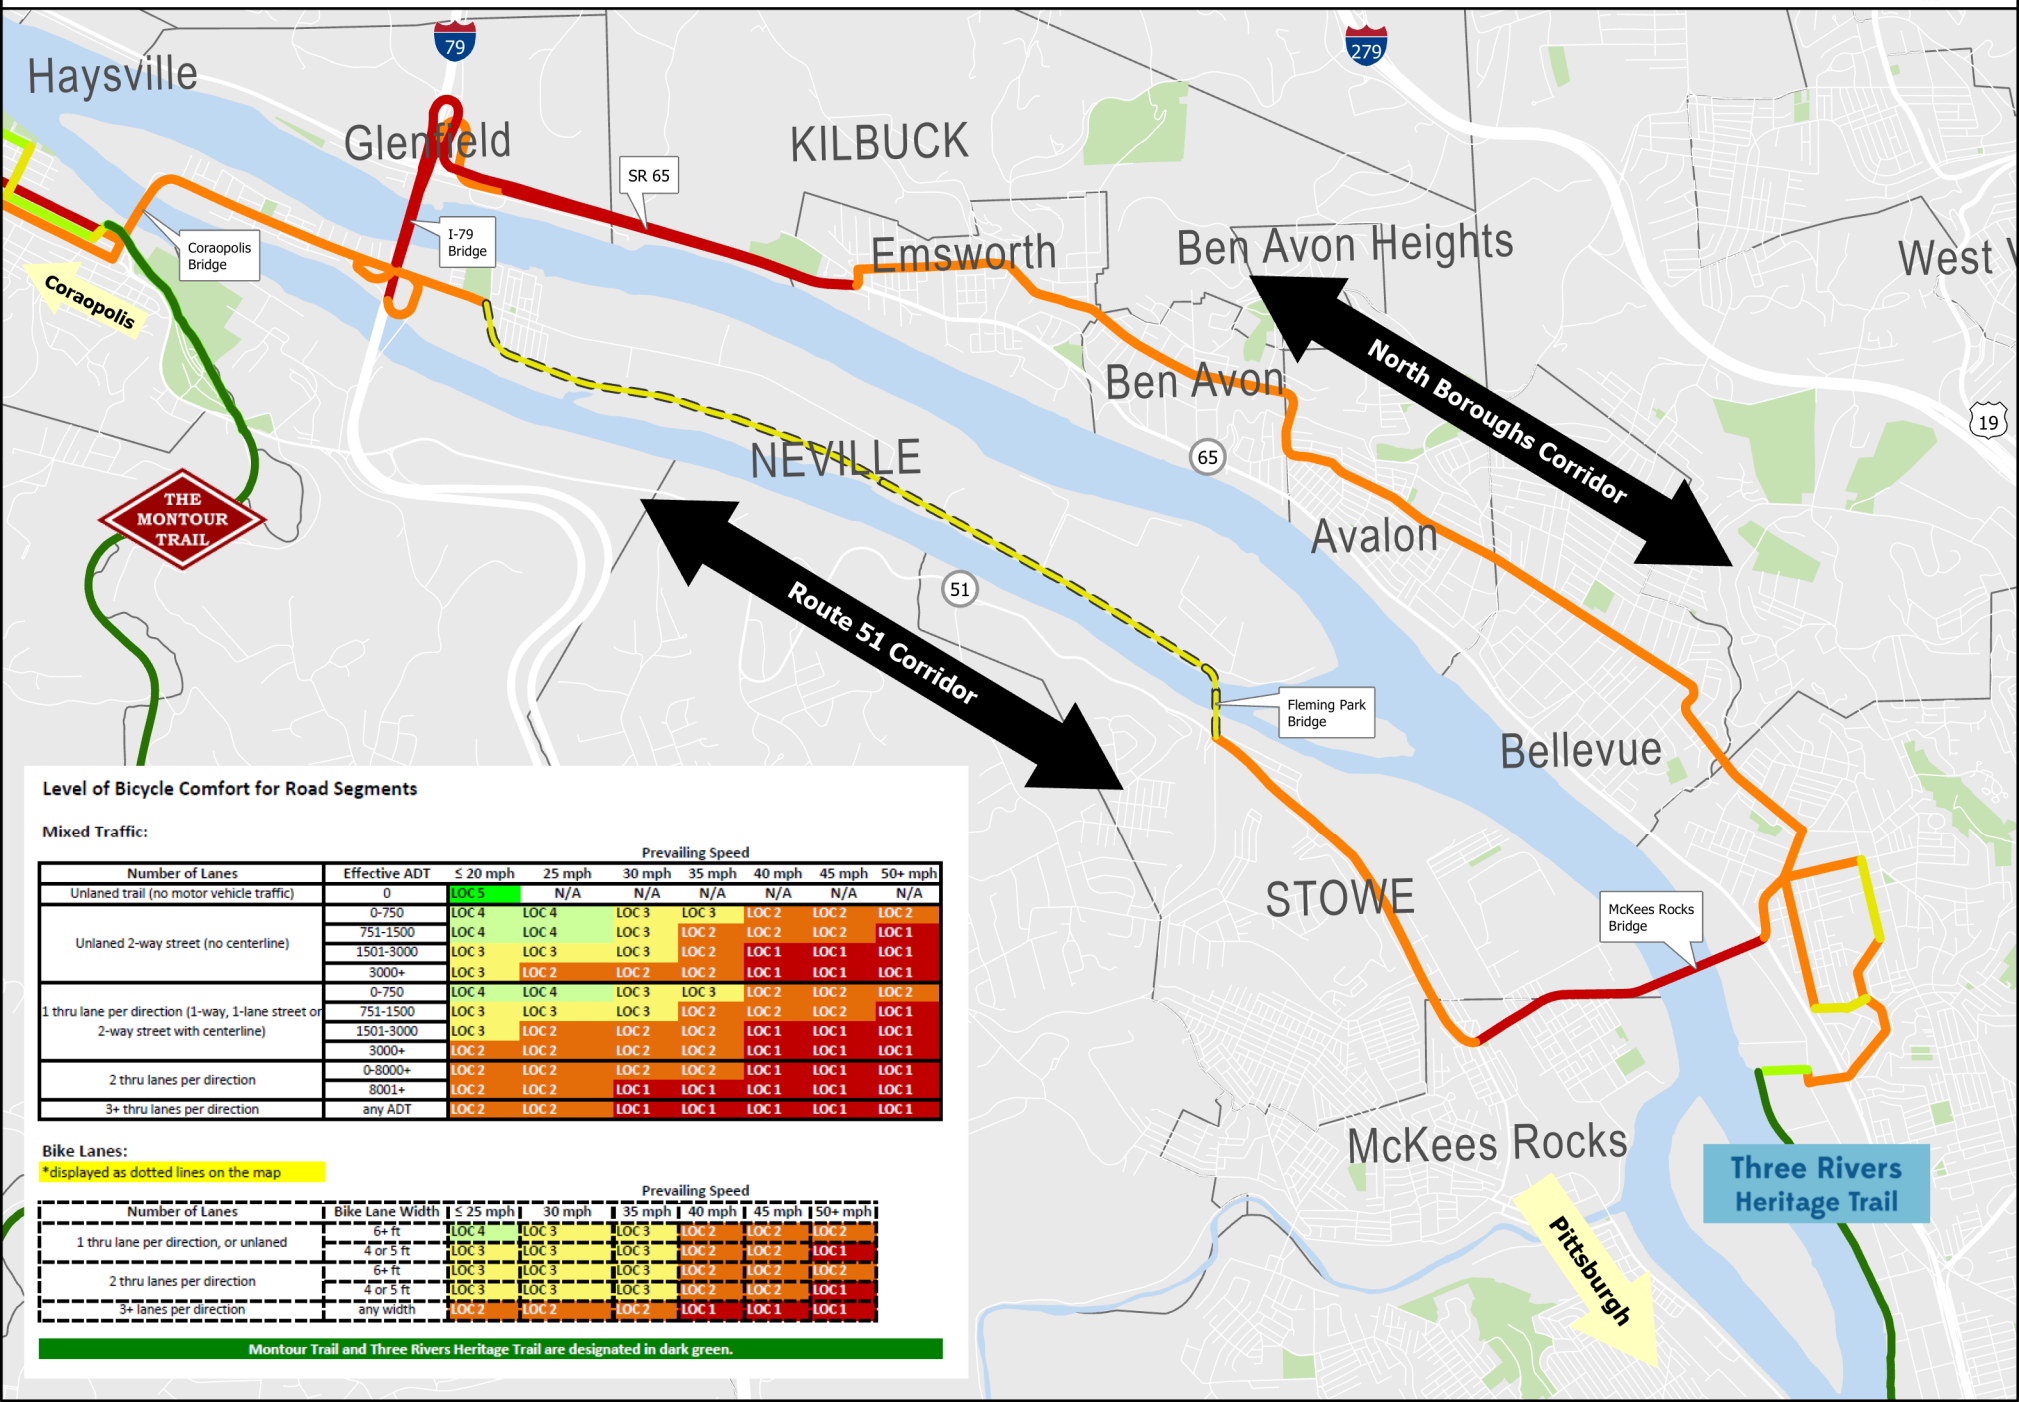 79
279
Haysville
Glenfield
KILBUCK
SR 65
Coraopolis
Bridge
I-79
Bridge
Emsworth
Ben Avon Heights
West V
Coraopolis
North Boroughs Corridor
Ben Avon
19
65
NEVILLE
THE
MONTOUR
TRAIL
Avalon
51
Route 51 Corridor
Fleming Park
Bridge
Bellevue
STOWE
McKees Rocks
Bridge
McKees Rocks
Three Rivers
Heritage Trail
Pittsburgh
Level of Bicycle Comfort for Road Segments
Mixed Traffic:
Prevailing Speed
Number of Lanes Effective ADT ≤ 20 mph 25 mph 30 mph 35 mph 40 mph 45 mph 50+ mph
Unlaned trail (no motor vehicle traffic) 0 LOC 5 N/A N/A N/A N/A N/A N/A
Unlaned 2-way street (no centerline)
0-750 LOC 4 LOC 4 LOC 3 LOC 3 LOC 2 LOC 2 LOC 2
751-1500 LOC 4 LOC 4 LOC 3 LOC 2 LOC 2 LOC 2 LOC 1
1501-3000 LOC 3 LOC 3 LOC 3 LOC 2 LOC 1 LOC 1 LOC 1
3000+ LOC 3 LOC 2 LOC 2 LOC 2 LOC 1 LOC 1 LOC 1
1 thru lane per direction (1-way, 1-lane street or
2-way street with centerline)
0-750 LOC 4 LOC 4 LOC 3 LOC 3 LOC 2 LOC 2 LOC 2
751-1500 LOC 3 LOC 3 LOC 3 LOC 2 LOC 2 LOC 2 LOC 1
1501-3000 LOC 3 LOC 2 LOC 2 LOC 2 LOC 1 LOC 1 LOC 1
3000+ LOC 2 LOC 2 LOC 2 LOC 2 LOC 1 LOC 1 LOC 1
2 thru lanes per direction
0-8000+ LOC 2 LOC 2 LOC 2 LOC 2 LOC 1 LOC 1 LOC 1
8001+ LOC 2 LOC 2 LOC 1 LOC 1 LOC 1 LOC 1 LOC 1
3+ thru lanes per direction any ADT LOC 2 LOC 2 LOC 1 LOC 1 LOC 1 LOC 1 LOC 1
Bike Lanes:
*displayed as dotted lines on the map
Prevailing Speed
Number of Lanes Bike Lane Width ≤ 25 mph 30 mph 35 mph 40 mph 45 mph 50+ mph
1 thru lane per direction, or unlaned
6+ ft LOC 4 LOC 3 LOC 3 LOC 2 LOC 2 LOC 2
4 or 5 ft LOC 3 LOC 3 LOC 3 LOC 2 LOC 2 LOC 1
2 thru lanes per direction
6+ ft LOC 3 LOC 3 LOC 3 LOC 2 LOC 2 LOC 2
4 or 5 ft LOC 3 LOC 3 LOC 3 LOC 2 LOC 2 LOC 1
3+ lanes per direction any width LOC 2 LOC 2 LOC 2 LOC 1 LOC 1 LOC 1
Montour Trail and Three Rivers Heritage Trail are designated in dark green.